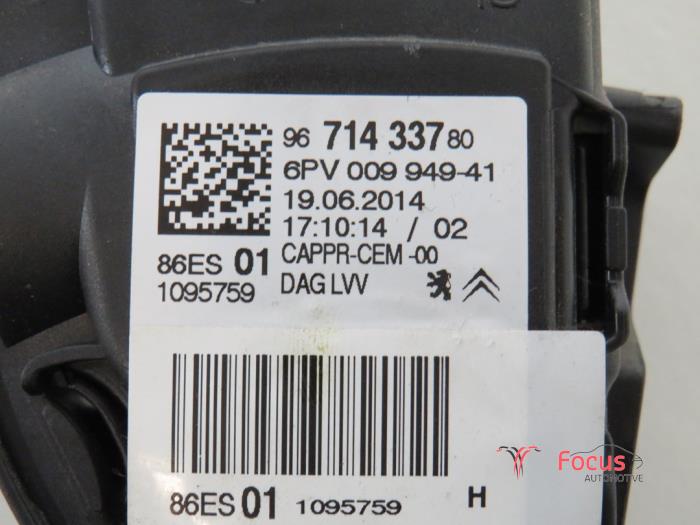 96 714 337 80
6PV 009 949-41
19.06.2014
17:10:14 / 02
86ES 01 CAPPR-CEM -00
1095759 DAG LVV
86ES 01 1095759 H
Focus
AUTOMOTIVE